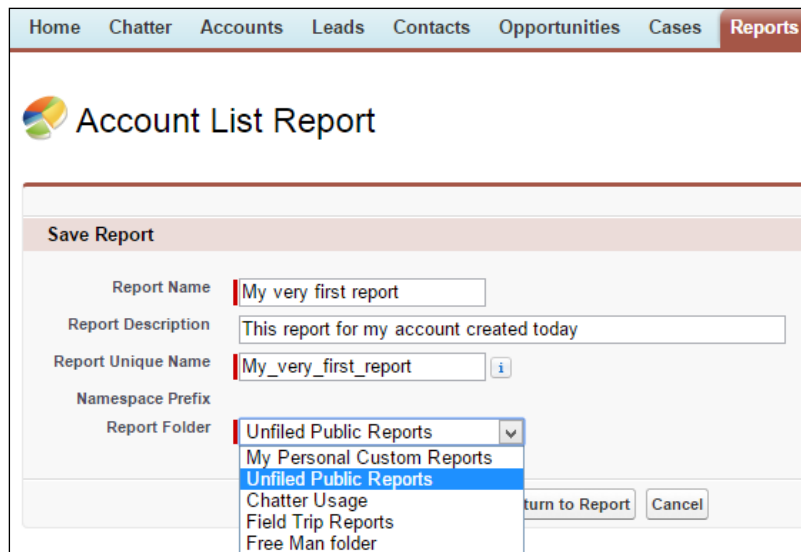 Home Chatter Accounts Leads Contacts Opportunities Cases Reports
Account List Report
Save Report
Report Name My very first report
Report Description This report for my account created today
Report Unique Name My_very_first_report i
Namespace Prefix
Report Folder Unfiled Public Reports
My Personal Custom Reports
Unfiled Public Reports
Chatter Usage
Field Trip Reports
Free Man folder
to Report Cancel